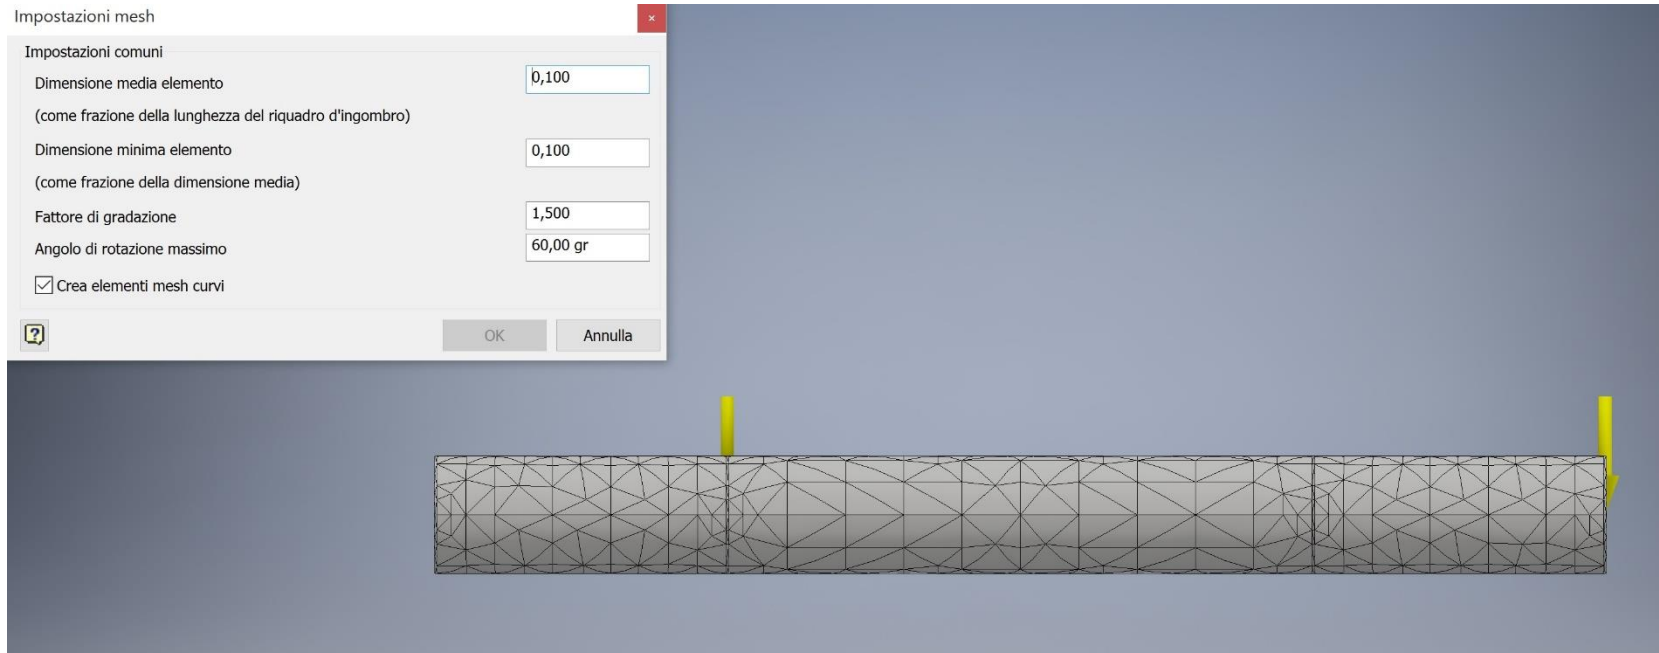 Impostazioni mesh
×
Impostazioni comuni
Dimensione media elemento 0,100
(come frazione della lunghezza del riquadro d'ingombro)
Dimensione minima elemento 0,100
(come frazione della dimensione media)
Fattore di gradazione 1,500
Angolo di rotazione massimo 60,00 gr
Crea elementi mesh curvi
? OK Annulla